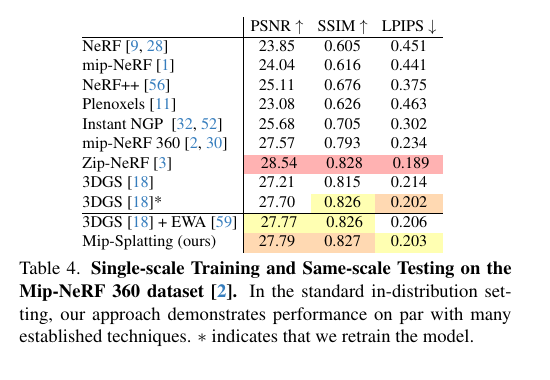 PSNR ↑ SSIM ↑ LPIPS ↓
NeRF [9, 28] 23.85 0.605 0.451
mip-NeRF [1] 24.04 0.616 0.441
NeRF++ [56] 25.11 0.676 0.375
Plenoxels [11] 23.08 0.626 0.463
Instant NGP [32, 52] 25.68 0.705 0.302
mip-NeRF 360 [2, 30] 27.57 0.793 0.234
Zip-NeRF [3] 28.54 0.828 0.189
3DGS [18] 27.21 0.815 0.214
3DGS [18]* 27.70 0.826 0.202
3DGS [18] + EWA [59] 27.77 0.826 0.206
Mip-Splatting (ours) 27.79 0.827 0.203
Table 4. Single-scale Training and Same-scale Testing on the
Mip-NeRF 360 dataset [2]. In the standard in-distribution set-
ting, our approach demonstrates performance on par with many
established techniques. ∗ indicates that we retrain the model.